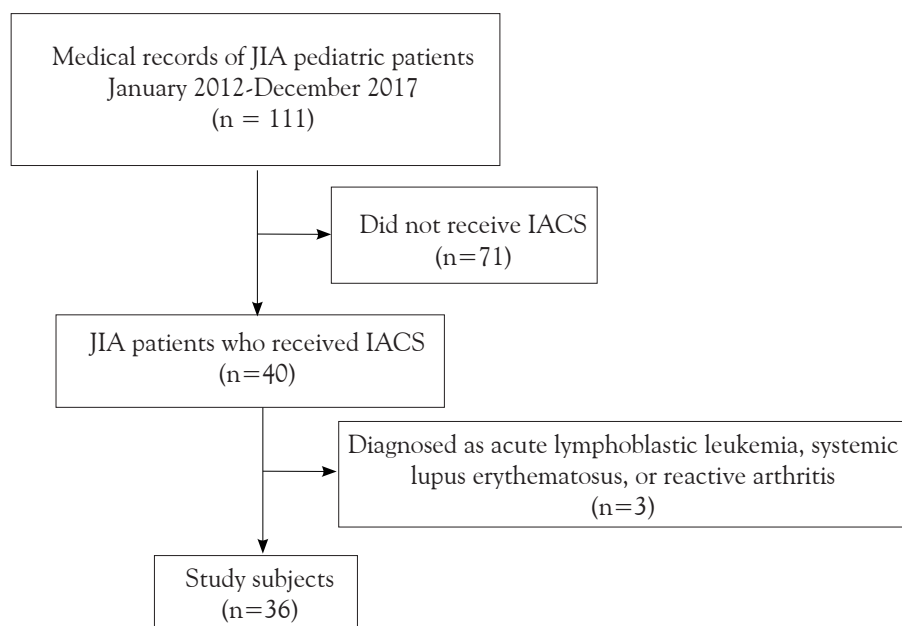 Medical records of JIA pediatric patients
January 2012-December 2017
(n = 111)
Did not receive IACS
(n=71)
JIA patients who received IACS
(n=40)
Diagnosed as acute lymphoblastic leukemia, systemic
lupus erythematosus, or reactive arthritis
(n=3)
Study subjects
(n=36)